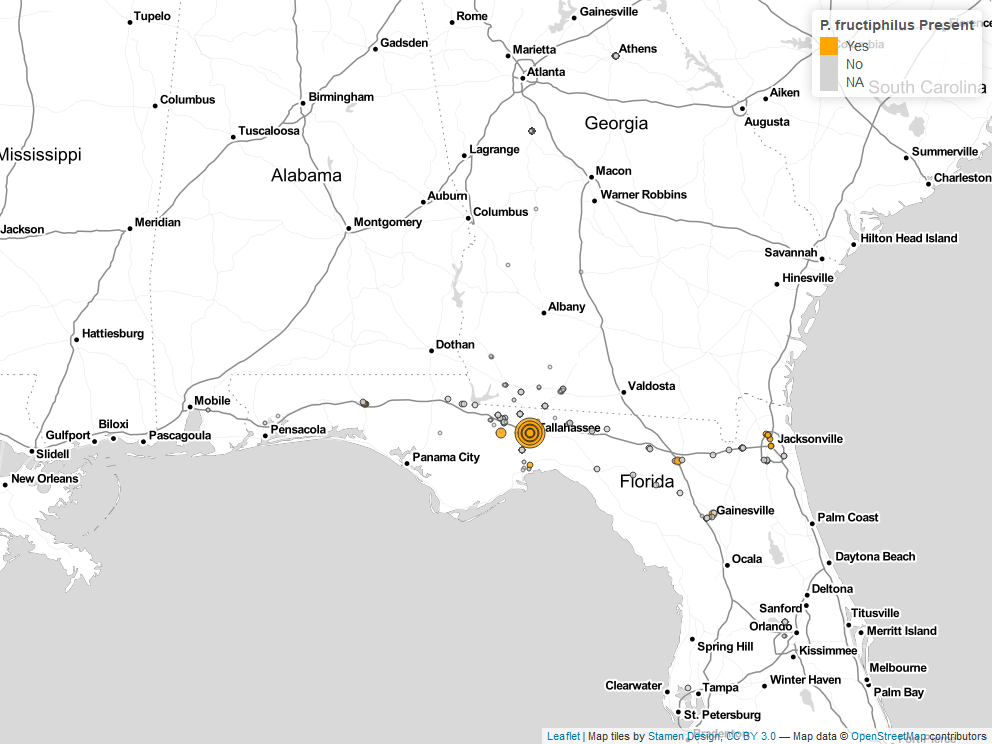 Tupelo
Rome
Gainesville
P. fructiphilus Present
Yes
No
NA
Gadsden
Marietta
Athens
Atlanta
South Carolina
Columbus
Birmingham
Aiken
Augusta
Tuscaloosa
Georgia
Mississippi
Lagrange
Summerville
Alabama
Macon
Charleston
Auburn
Warner Robbins
Jackson
Meridian
Montgomery
Columbus
Hilton Head Island
Savannah
Hinesville
Albany
Hattiesburg
Dothan
Valdosta
Mobile
Biloxi
Gulfport
Pascagoula
Pensacola
Tallahassee
Jacksonville
Slidell
Panama City
New Orleans
Florida
Gainesville
Palm Coast
Ocala
Daytona Beach
Deltona
Sanford
Titusville
Orlando
Merritt Island
Spring Hill
Kissimmee
Melbourne
Clearwater
Tampa
Winter Haven
Palm Bay
St. Petersburg
Leaflet | Map tiles by Stamen Design, CC BY 3.0 — Map data © OpenStreetMap contributors